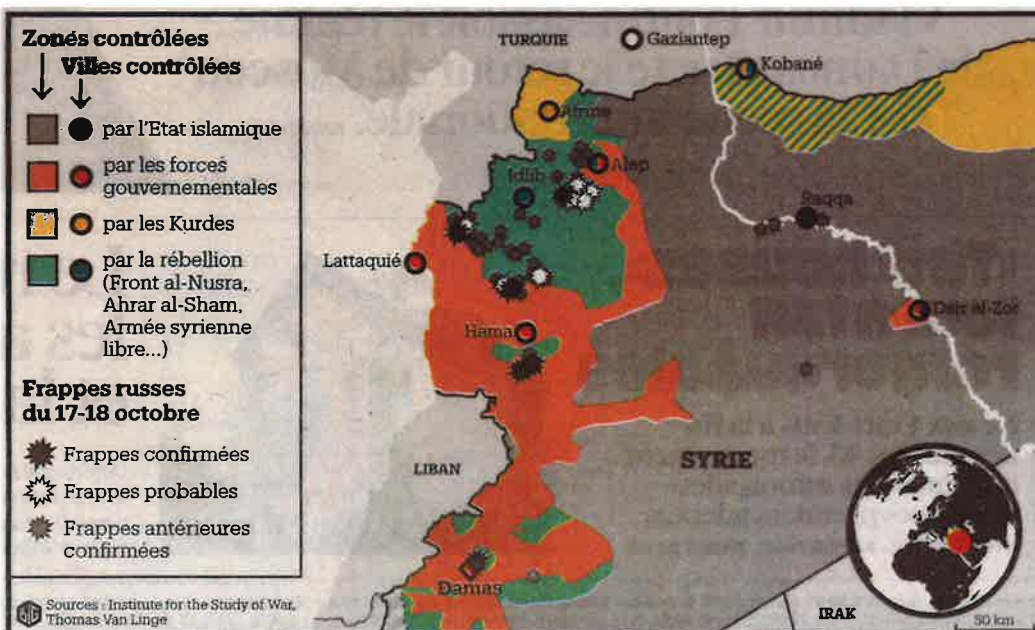 Zones contrôlées
Villes contrôlées
par l'Etat islamique
par les forces
gouvernementales
par les Kurdes
par la rébellion
(Front al-Nusra,
Ahrar al-Sham,
Armée syrienne
libre...)
Frappes russes
du 17-18 octobre
Frappes confirmées
Frappes probables
Frappes antérieures
confirmées
Sources : Institute for the Study of War,
Thomas Van Linge
TURQUIE
Gaziantep
Kobané
Alep
Idlib
Raqqa
Lattaquié
Deir al-Zor
Hama
SYRIE
LIBAN
Damas
IRAK
50 km